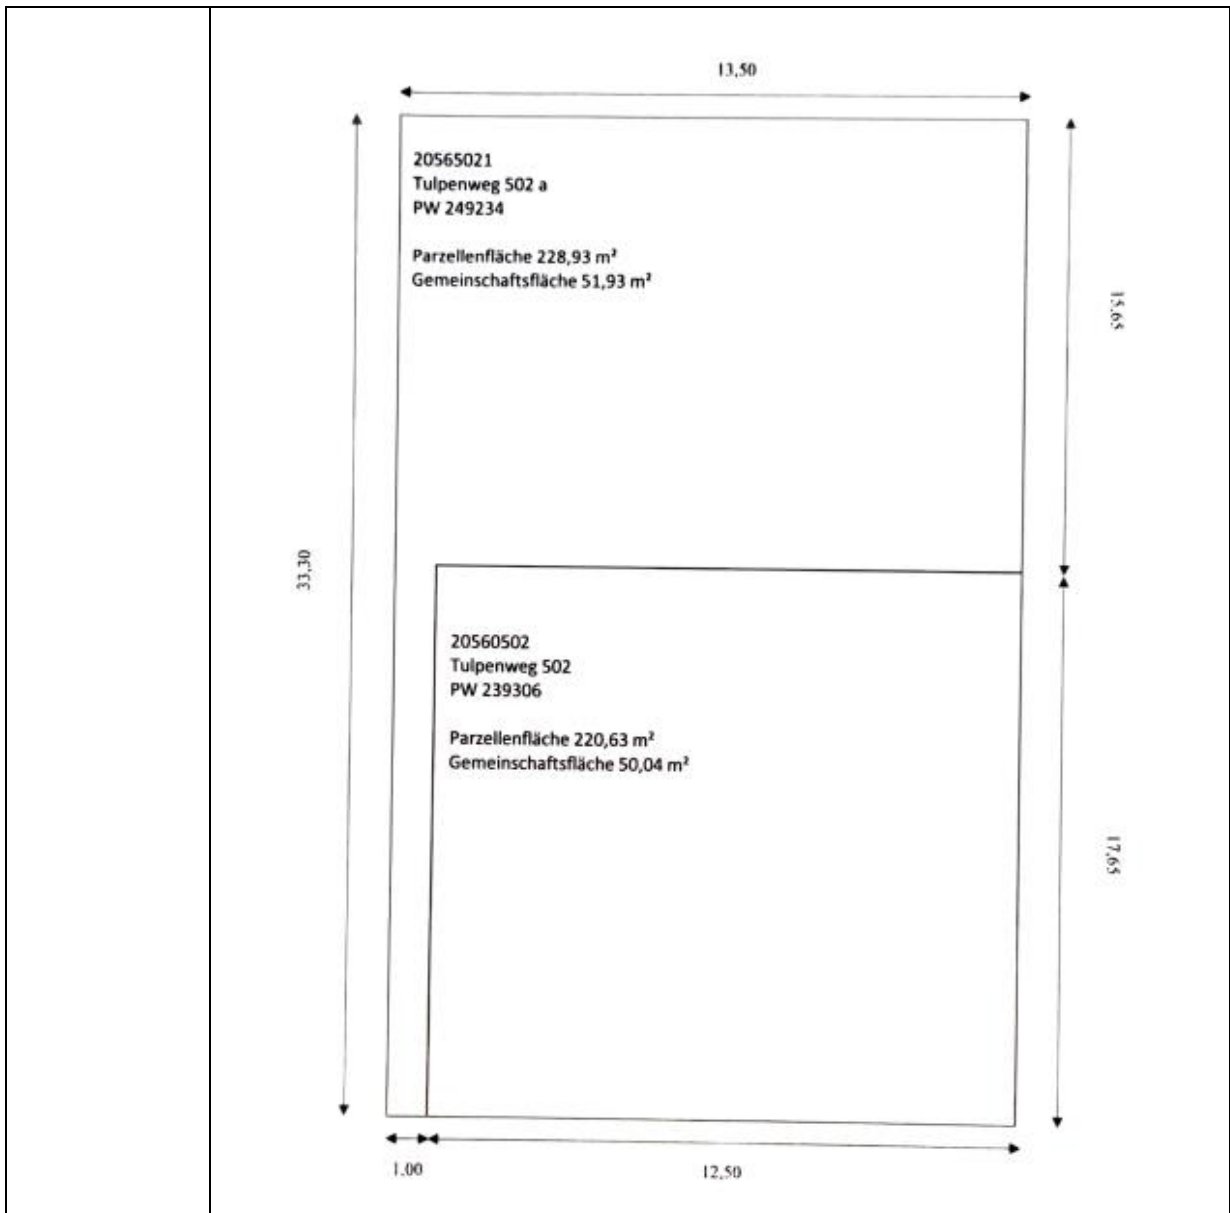 13,50
20565021
Tulpenweg 502 a
PW 249234
Parzellenfläche 228,93 m²
Gemeinschaftsfläche 51,93 m²
15,65
33,30
20560502
Tulpenweg 502
PW 239306
Parzellenfläche 220,63 m²
Gemeinschaftsfläche 50,04 m²
17,65
1,00
12,50